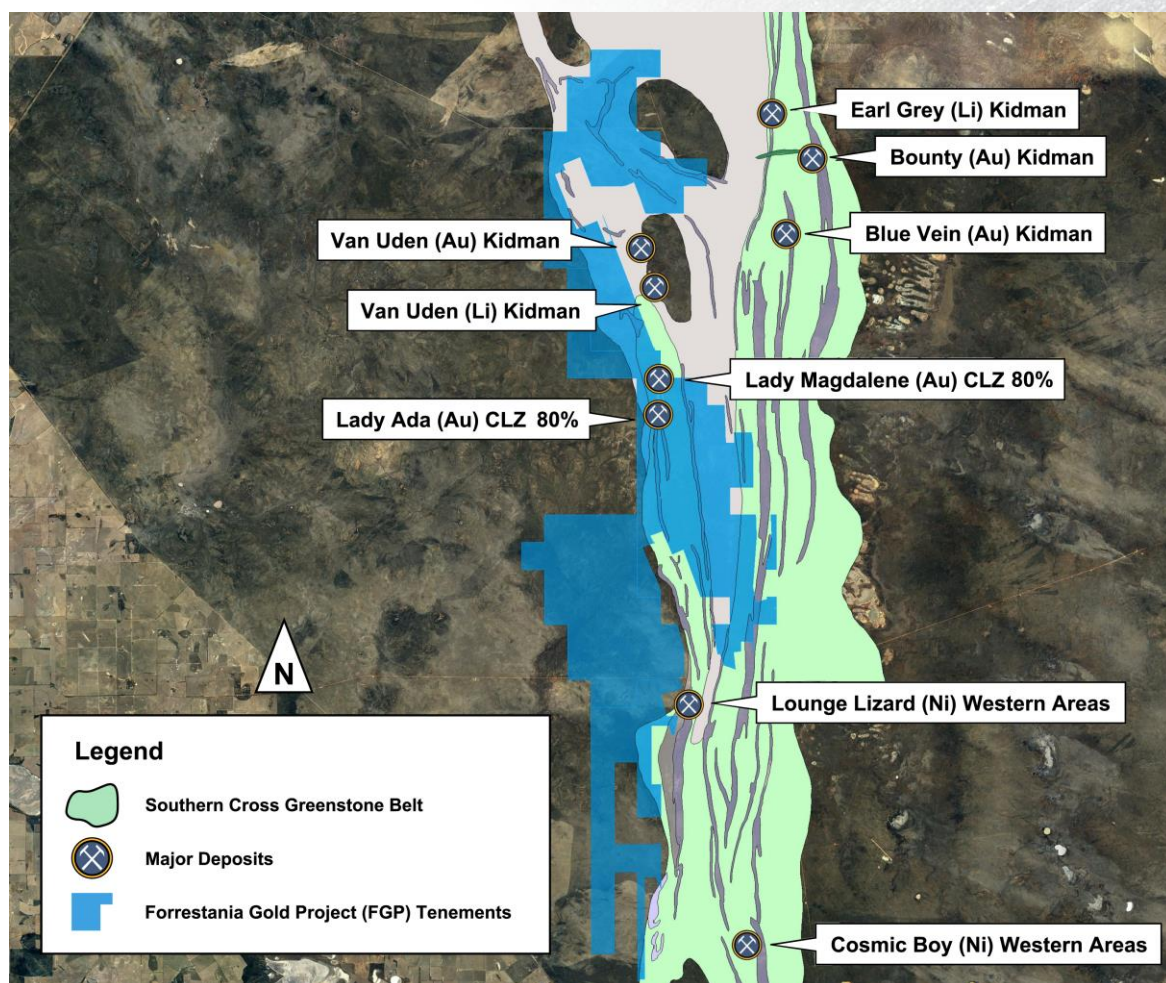 Earl Grey (Li) Kidman
Bounty (Au) Kidman
Van Uden (Au) Kidman
Blue Vein (Au) Kidman
Van Uden (Li) Kidman
Lady Magdalene (Au) CLZ 80%
Lady Ada (Au) CLZ 80%
N
Lounge Lizard (Ni) Western Areas
Legend
Southern Cross Greenstone Belt
Major Deposits
Forrestania Gold Project (FGP) Tenements
Cosmic Boy (Ni) Western Areas